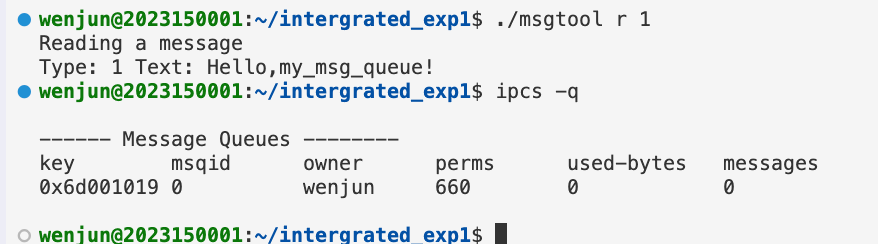 wenjun@2023150001:~/intergrated_exp1$ ./msgtool r 1
Reading a message
Type: 1 Text: Hello,my_msg_queue!
wenjun@2023150001:~/intergrated_exp1$ ipcs -q
------ Message Queues --------
key        msqid      owner      perms      used-bytes   messages
0x6d001019 0          wenjun     660        0            0
wenjun@2023150001:~/intergrated_exp1$